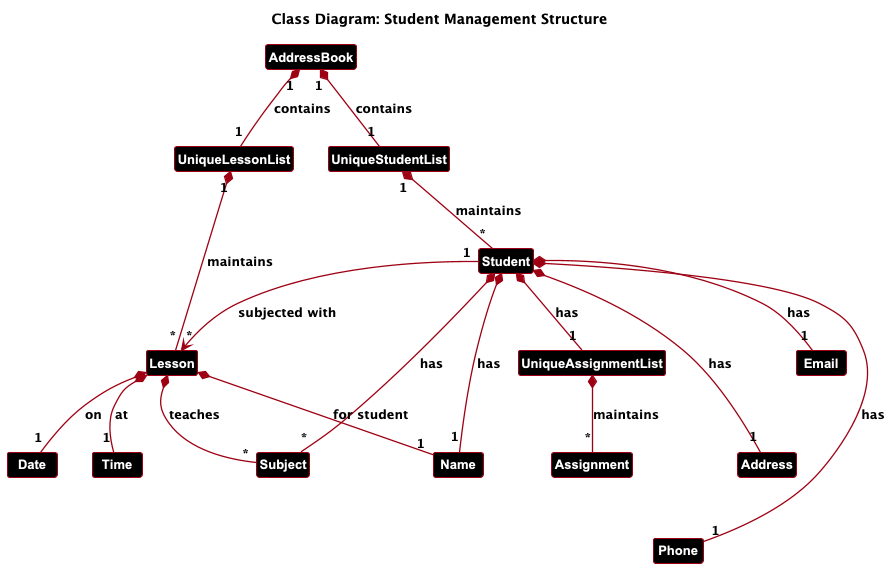 Class Diagram: Student Management Structure
AddressBook
1 1
contains contains
1 1
UniqueLessonList UniqueStudentList
1 1
maintains
*
1 Student
maintains
subjected with has has
* * 1 1
Lesson UniqueAssignmentList Email
has has has
on at teaches for student maintains has
1 1 * * 1 1 * 1
Date Time Subject Name Assignment Address
1
Phone